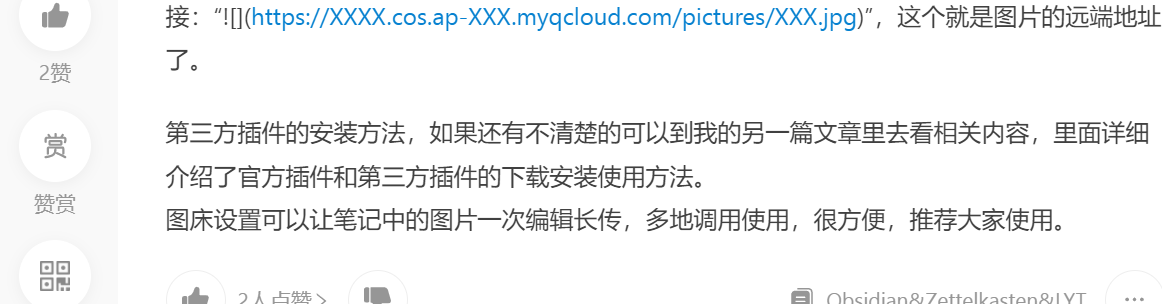 接：“![](https://XXXX.cos.ap-XXX.myqcloud.com/pictures/XXX.jpg)”，这个就是图片的远端地址
了。
2赞
第三方插件的安装方法，如果还有不清楚的可以到我的另一篇文章里去看相关内容，里面详细
赏
介绍了官方插件和第三方插件的下载安装使用方法。
赞赏
图床设置可以让笔记中的图片一次编辑长传，多地调用使用，很方便，推荐大家使用。
2人点赞>
Obsidian&Zettelkasten&LYT